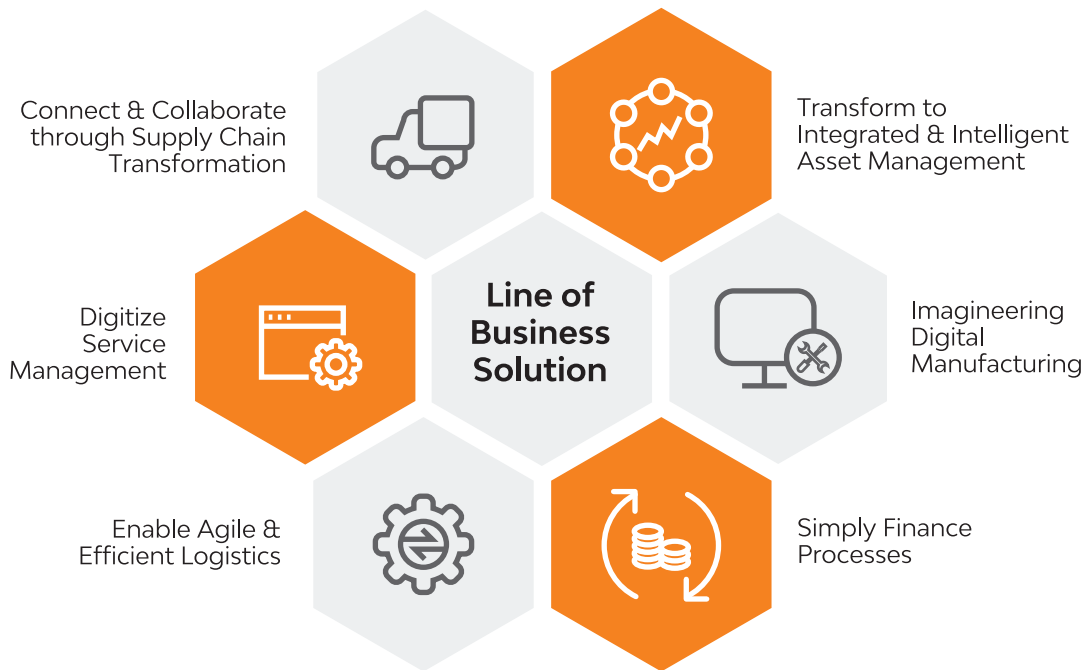 Connect & Collaborate
through Supply Chain
Transformation
Transform to
Integrated & Intelligent
Asset Management
Digitize
Service
Management
Line of
Business
Solution
Imagineering
Digital
Manufacturing
Enable Agile &
Efficient Logistics
Simply Finance
Processes